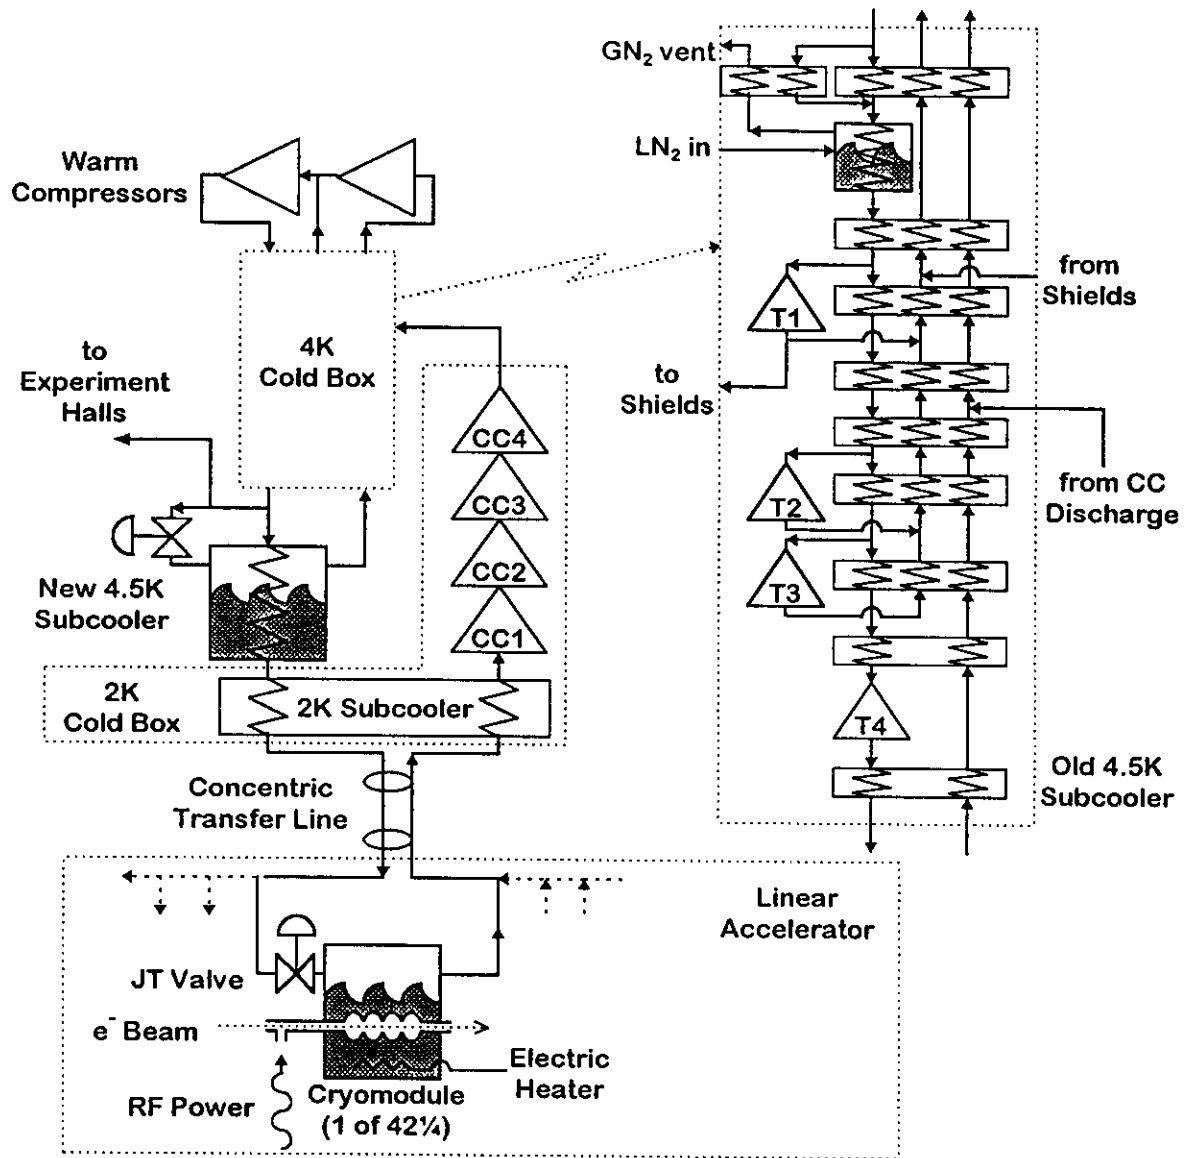 GN₂ vent
LN₂ in
Warm
Compressors
from
Shields
T1
to
Experiment
Halls
4K
Cold Box
to
Shields
CC4
CC3
T2
from CC
Discharge
CC2
New 4.5K
Subcooler
T3
CC1
2K
Cold Box
2K Subcooler
T4
Old 4.5K
Subcooler
Concentric
Transfer Line
Linear
Accelerator
JT Valve
e⁻ Beam
Electric
Heater
RF Power
Cryomodule
(1 of 42¼)